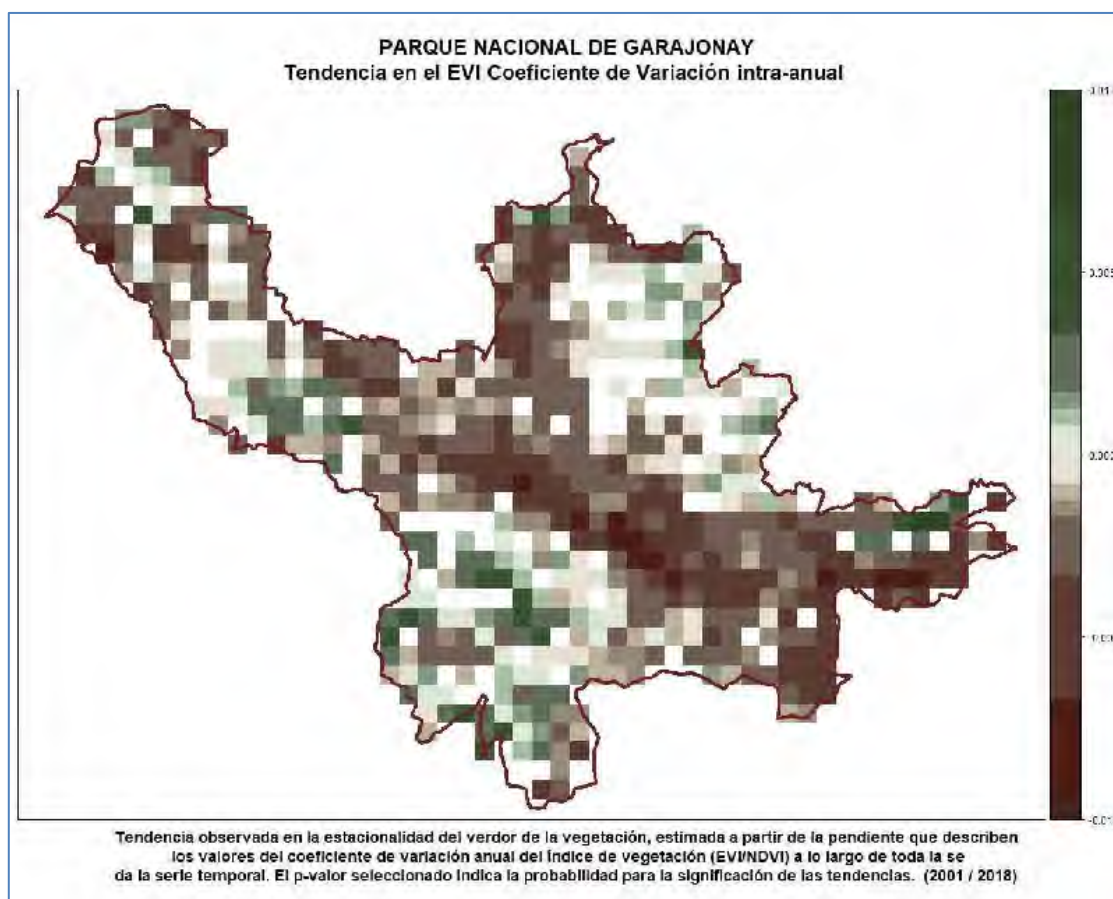 PARQUE NACIONAL DE GARAJONAY
Tendencia en el EVI Coeficiente de Variación intra-anual
Tendencia observada en la estacionalidad del verdor de la vegetación, estimada a partir de la pendiente que describen
los valores del coeficiente de variación anual del índice de vegetación (EVI/NDVI) a lo largo de toda la se
da la serie temporal. El p-valor seleccionado indica la probabilidad para la significación de las tendencias. (2001 / 2018)